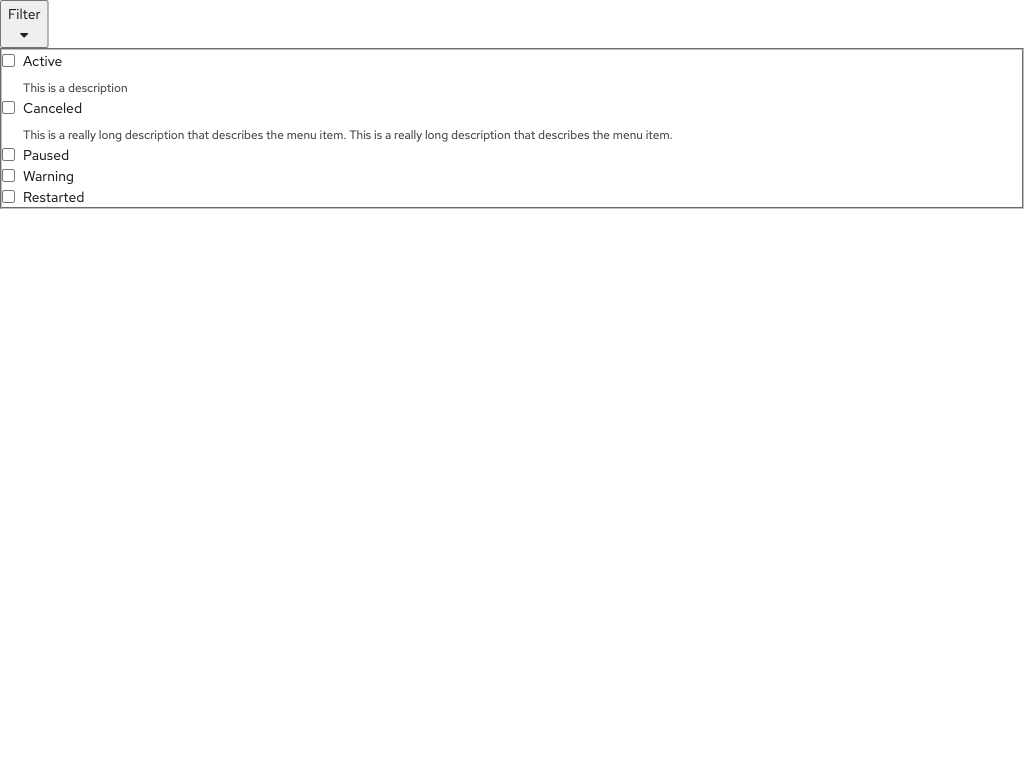 Filter
Active
This is a description
Canceled
This is a really long description that describes the menu item. This is a really long description that describes the menu item.
Paused
Warning
Restarted